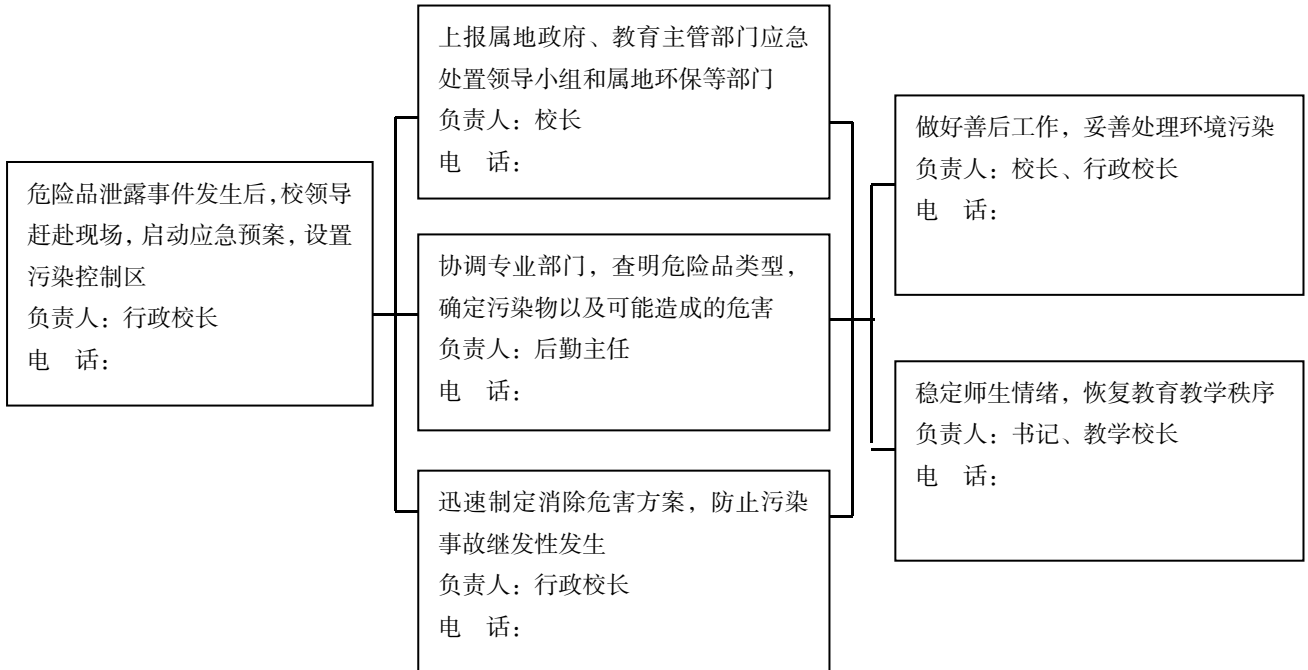 危险品泄露事件发生后,校领导
赶赴现场,启动应急预案,设置
污染控制区
负责人:行政校长
电　话:
上报属地政府、教育主管部门应急
处置领导小组和属地环保等部门
负责人:校长
电　话:
协调专业部门,查明危险品类型,
确定污染物以及可能造成的危害
负责人:后勤主任
电　话:
迅速制定消除危害方案,防止污染
事故继发性发生
负责人:行政校长
电　话:
做好善后工作,妥善处理环境污染
负责人:校长、行政校长
电　话:
稳定师生情绪,恢复教育教学秩序
负责人:书记、教学校长
电　话: